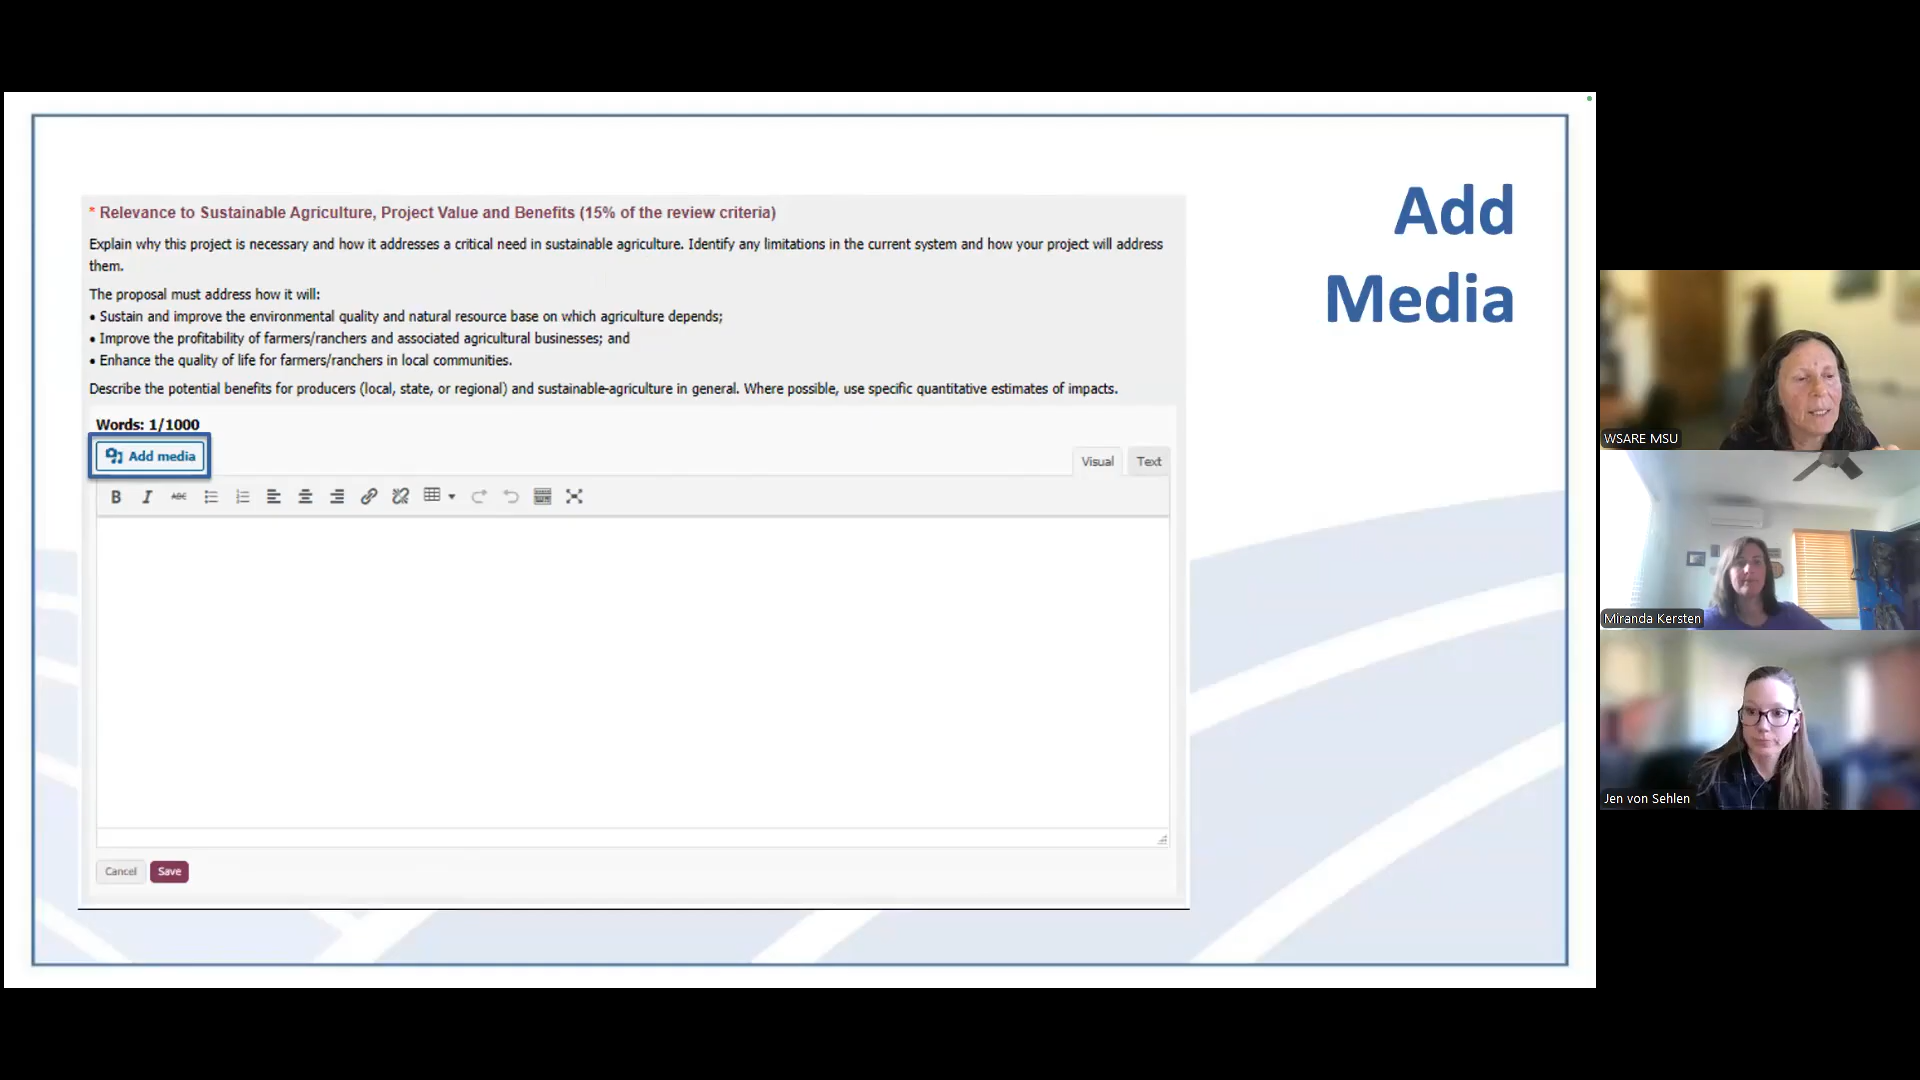 Add
Media
* Relevance to Sustainable Agriculture, Project Value and Benefits (15% of the review criteria)
Explain why this project is necessary and how it addresses a critical need in sustainable agriculture. Identify any limitations in the current system and how your project will address
them.
The proposal must address how it will:
• Sustain and improve the environmental quality and natural resource base on which agriculture depends;
• Improve the profitability of farmers/ranchers and associated agricultural businesses; and
• Enhance the quality of life for farmers/ranchers in local communities.
Describe the potential benefits for producers (local, state, or regional) and sustainable-agriculture in general. Where possible, use specific quantitative estimates of impacts.
Words: 1/1000
Add media
Visual Text
B I ABC
Cancel Save
WSARE MSU
Miranda Kersten
Jen von Sehlen